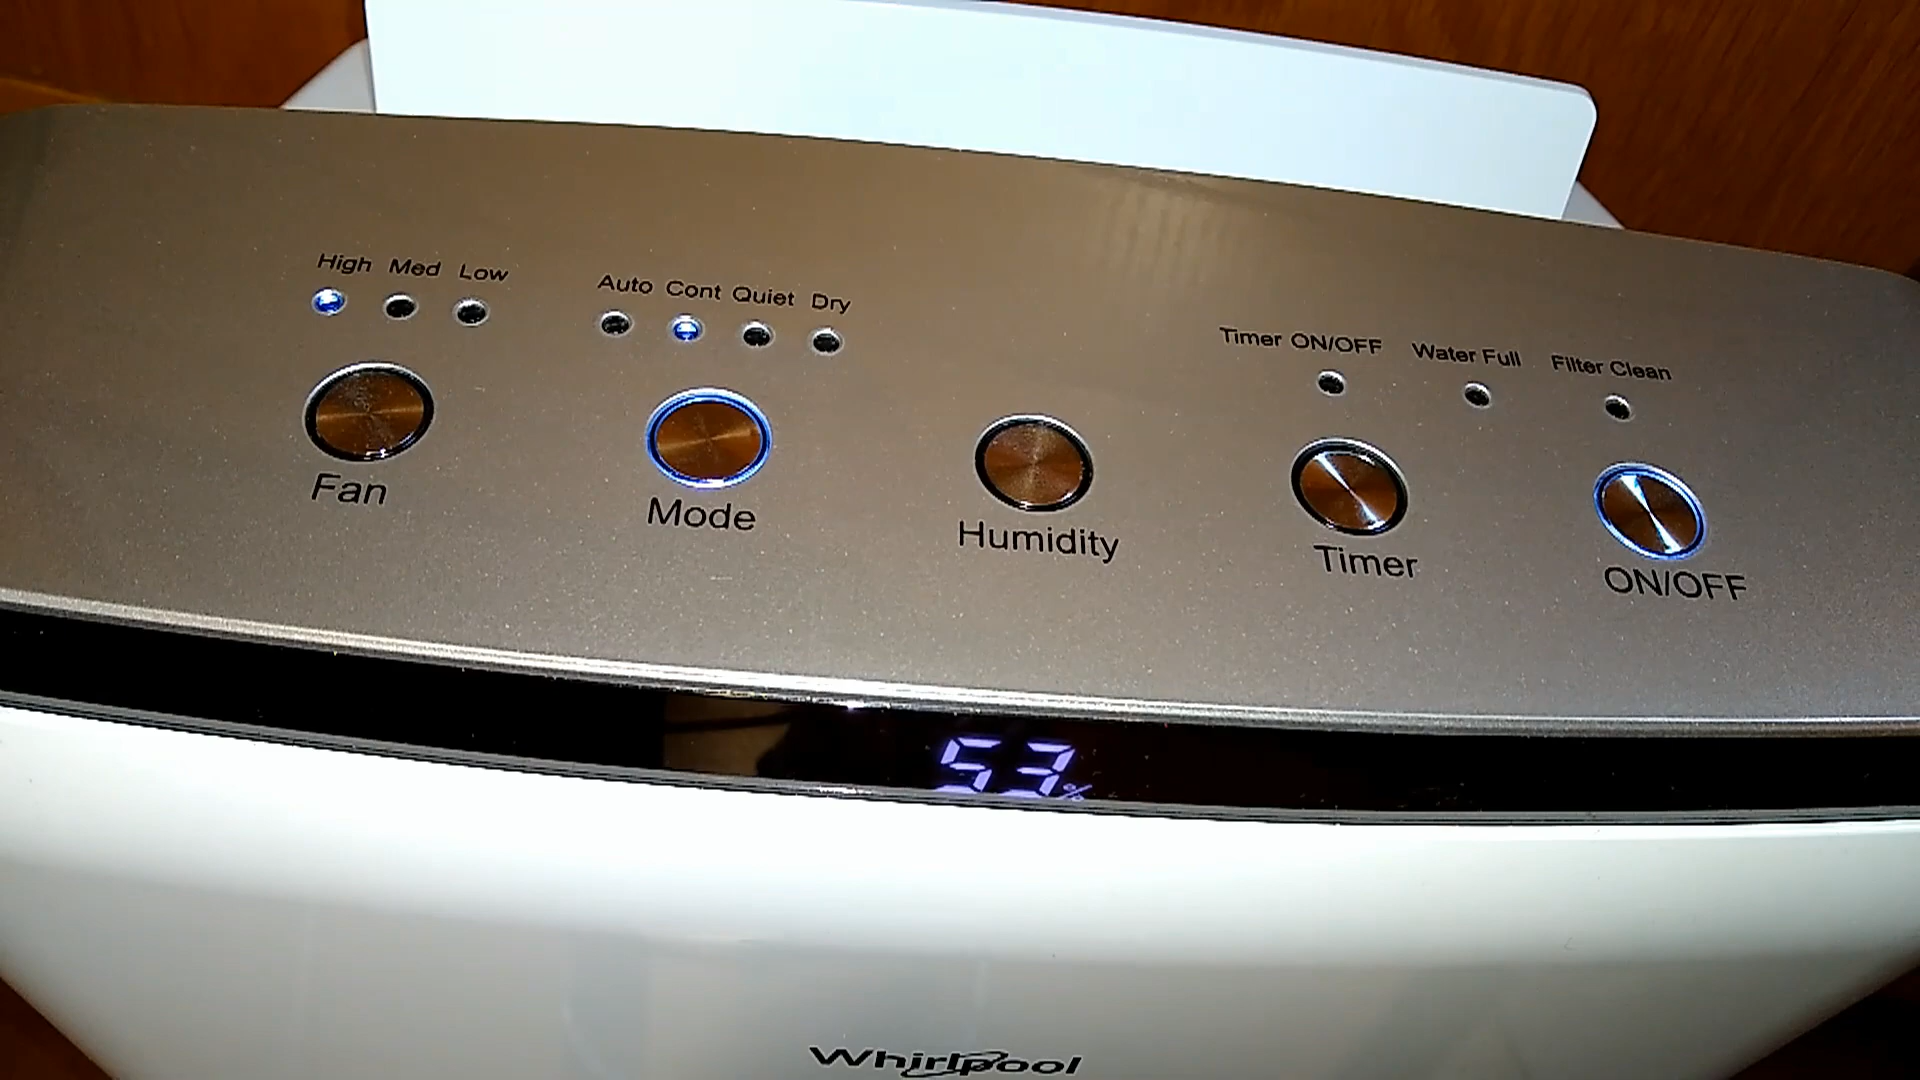 High Med Low
Auto Cont Quiet Dry
Timer ON/OFF Water Full Filter Clean
Fan
Mode
Humidity
Timer
ON/OFF
53%
Whirlpool